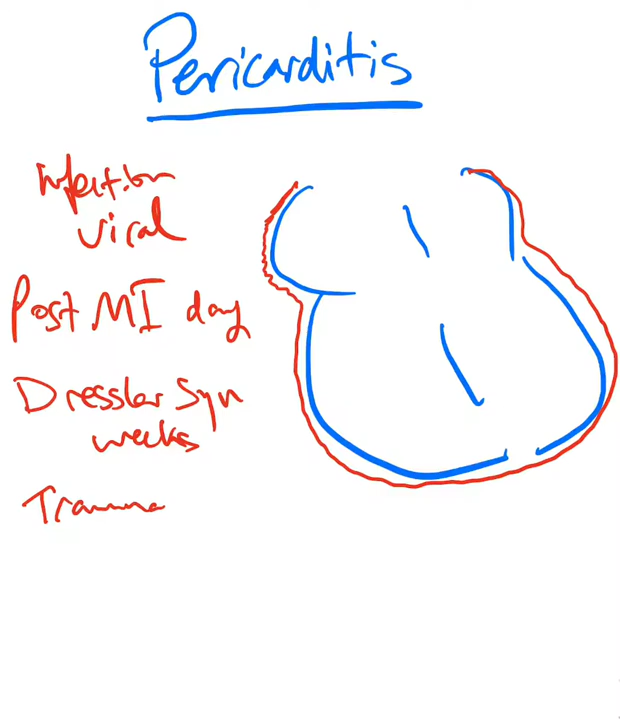 Pericarditis
Infection
viral
Post MI day
Dressler Syn
weeks
Trauma